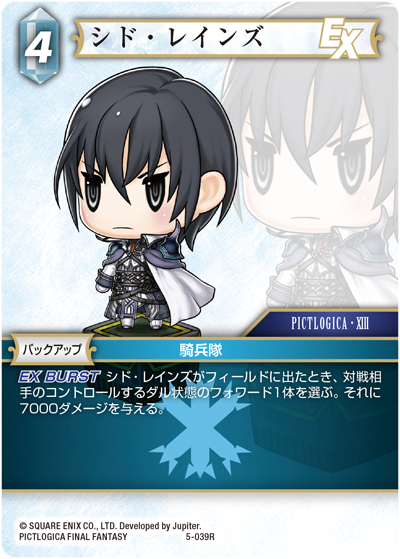 4
シド・レインズ
EX
PICTLOGICA・XIII
バックアップ
騎兵隊
EX BURST シド・レインズがフィールドに出たとき、対戦相
手のコントロールするダル状態のフォワード1体を選ぶ。それに
7000ダメージを与える。
© SQUARE ENIX CO., LTD. Developed by Jupiter.
PICTLOGICA FINAL FANTASY
5-039R